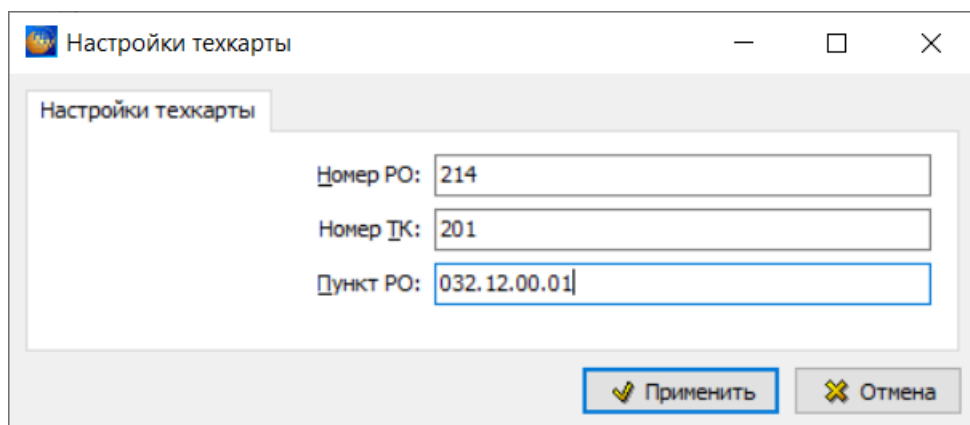 Настройки техкарты
Настройки техкарты
Номер РО: 214
Номер ТК: 201
Пункт РО: 032.12.00.01
Применить Отмена